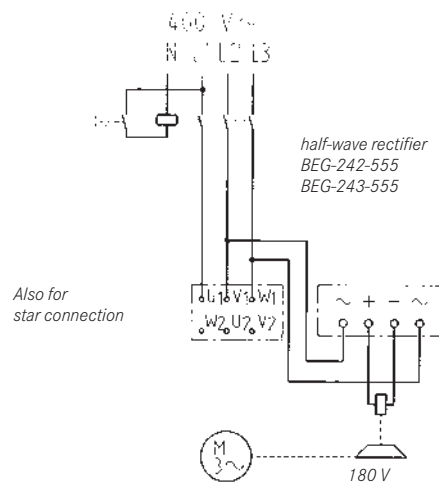 400 V ~
N L1 L2 L3
half-wave rectifier
BEG-242-555
BEG-243-555
Also for
star connection
U1 V1 W1
W2 U2 V2
~ + − ~
M
3~
180 V